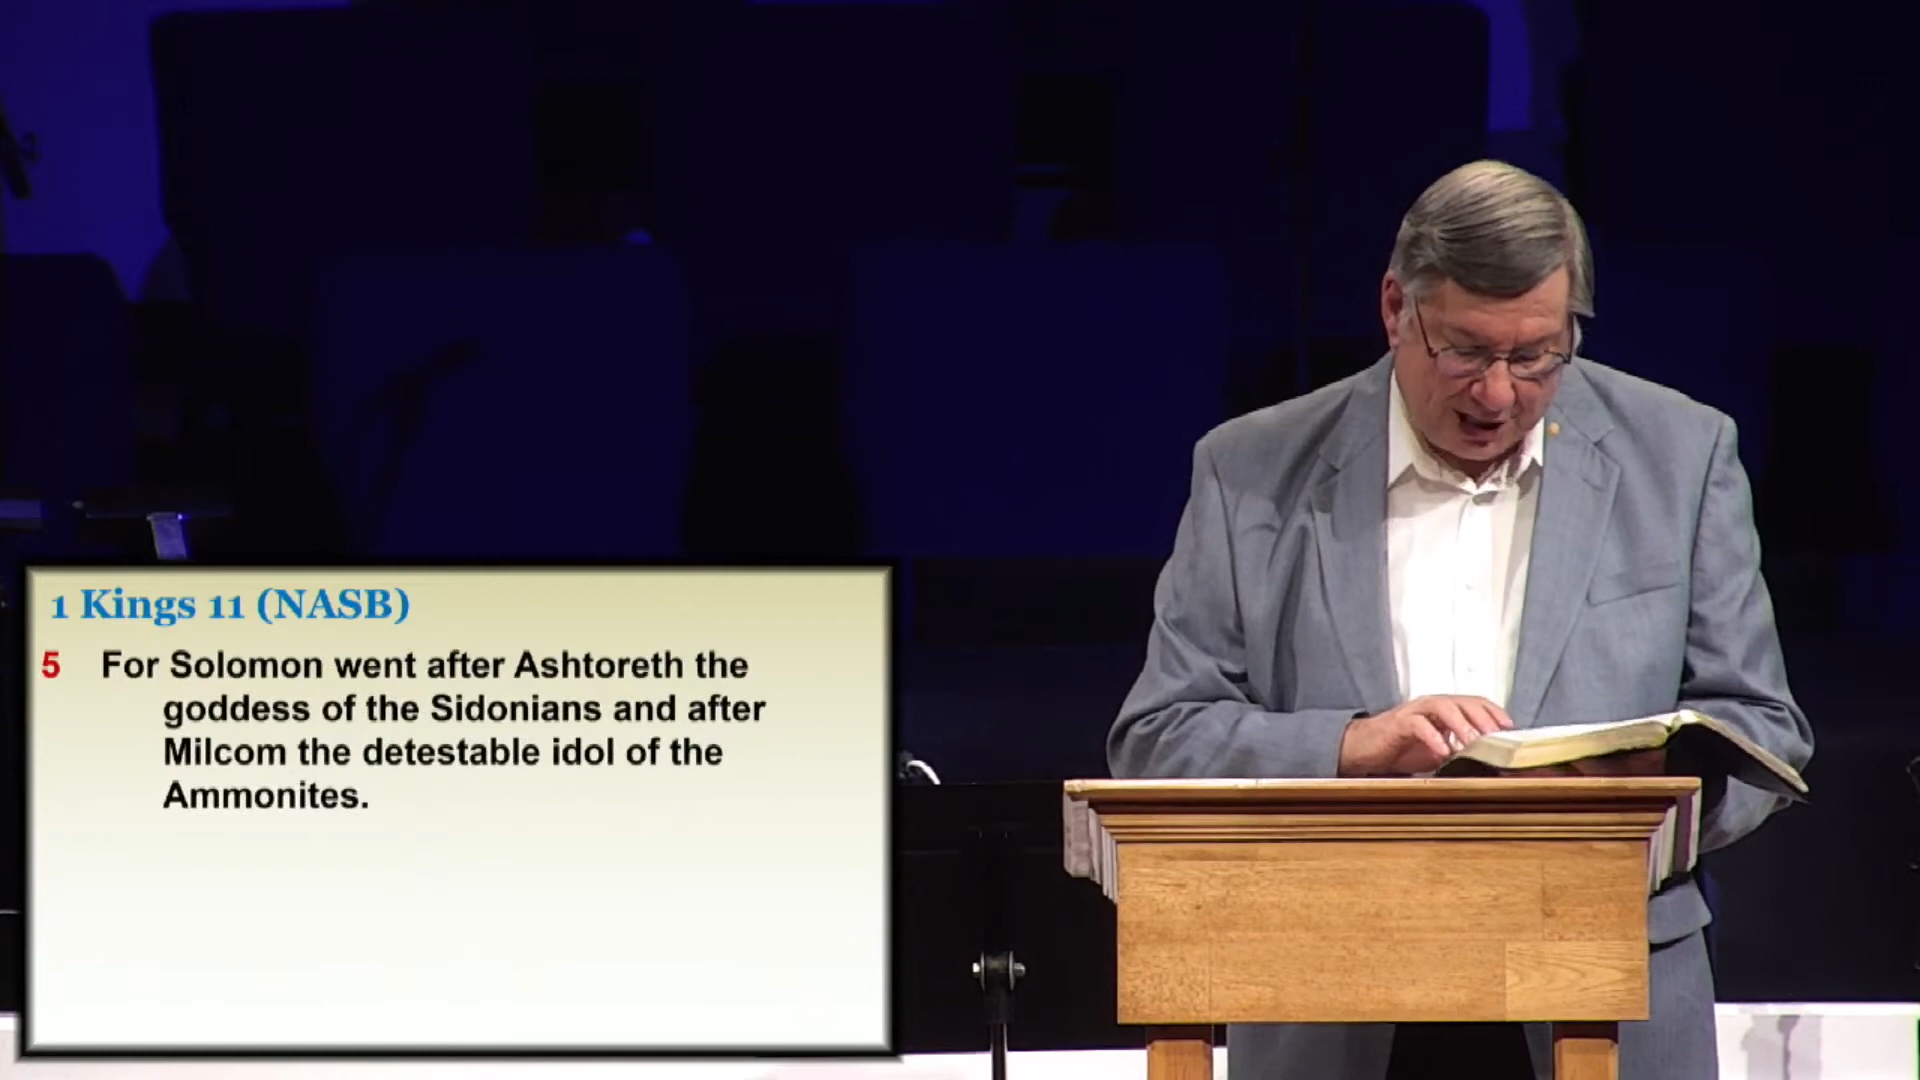 1 Kings 11 (NASB)
5 For Solomon went after Ashtoreth the
goddess of the Sidonians and after
Milcom the detestable idol of the
Ammonites.